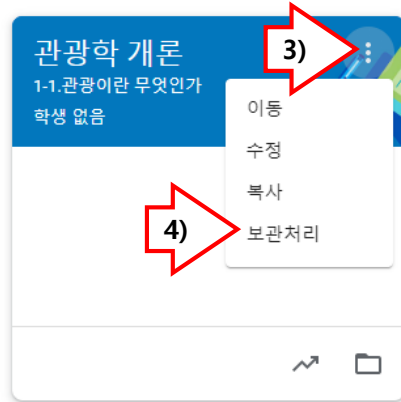 관광학 개론
1-1.관광이란 무엇인가
학생 없음
3)
이동
수정
복사
4)
보관처리